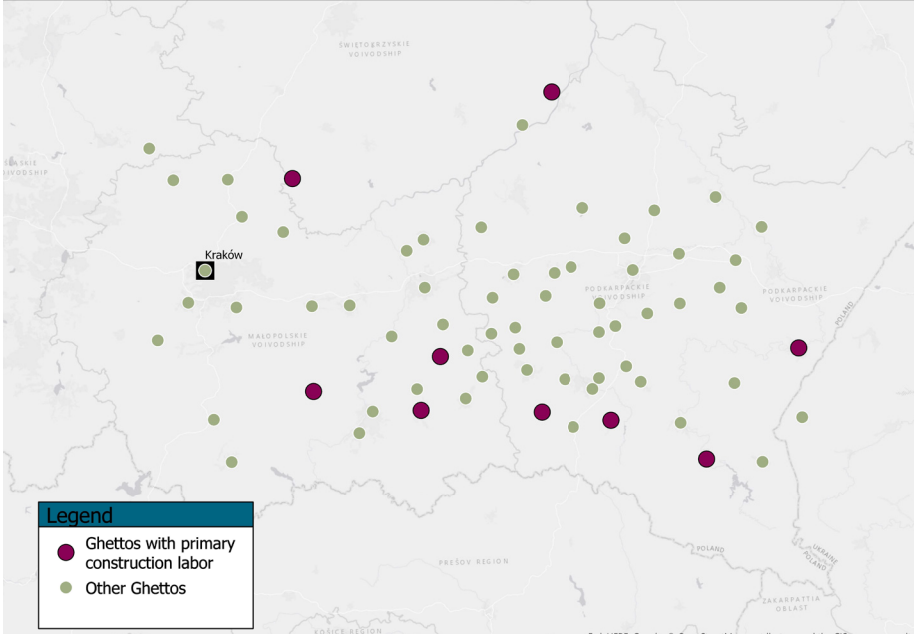 ŚWIĘTOKRZYSKIE
VOIVODSHIP
ŚLĄSKIE
VOIVODSHIP
Kraków
PODKARPACKIE
VOIVODSHIP
PODKARPACKIE
VOIVODSHIP
POLAND
MAŁOPOLSKIE
VOIVODSHIP
Legend
Ghettos with primary
construction labor
Other Ghettos
POLAND
UKRAINE
POLAND
PREŠOV REGION
ZAKARPATTIA
OBLAST
KOŠICE REGION